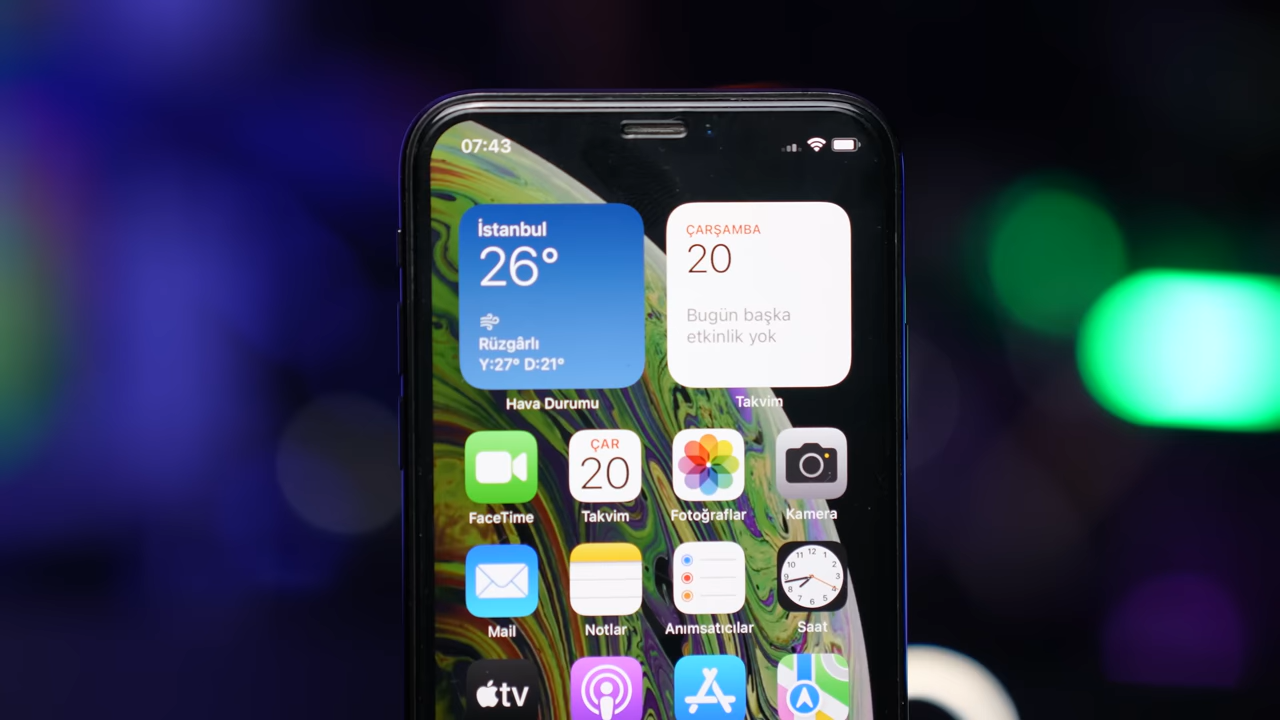 07:43
İstanbul
26°
Rüzgârlı
Y:27° D:21°
Hava Durumu
ÇARŞAMBA
20
Bugün başka
etkinlik yok
Takvim
FaceTime
ÇAR
20
Takvim
Fotoğraflar
Kamera
Mail
Notlar
Anımsatıcılar
Saat
tv